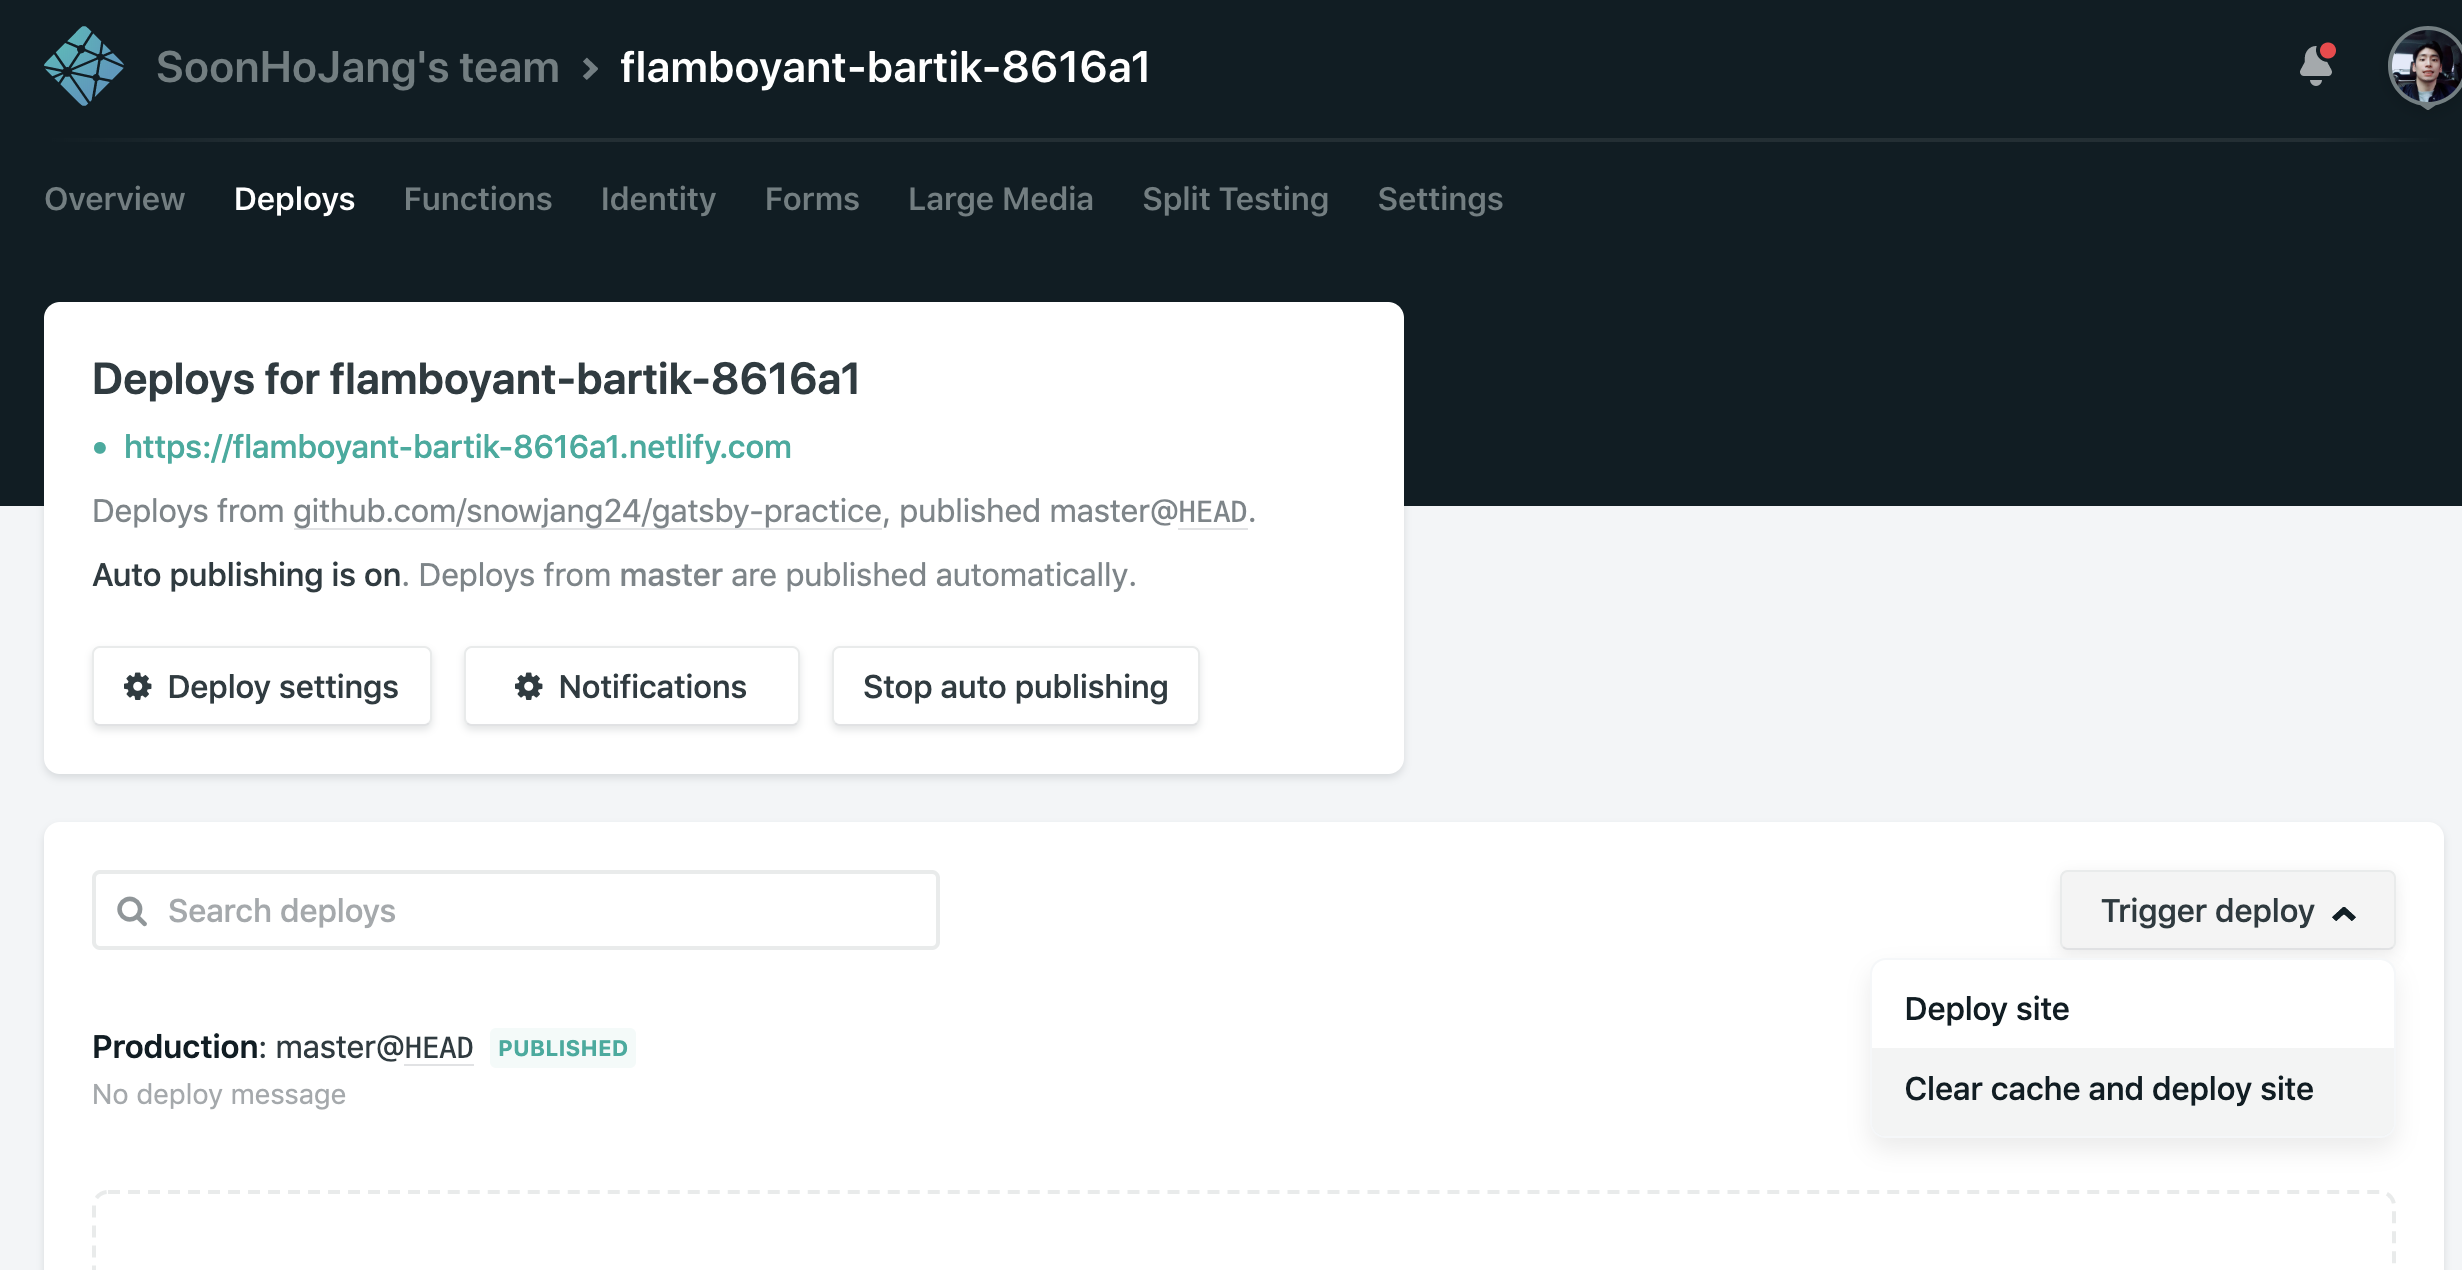 SoonHoJang's team > flamboyant-bartik-8616a1
Overview Deploys Functions Identity Forms Large Media Split Testing Settings
Deploys for flamboyant-bartik-8616a1
• https://flamboyant-bartik-8616a1.netlify.com
Deploys from github.com/snowjang24/gatsby-practice, published master@HEAD.
Auto publishing is on. Deploys from master are published automatically.
Deploy settings Notifications Stop auto publishing
Search deploys
Trigger deploy
Deploy site
Clear cache and deploy site
Production: master@HEAD PUBLISHED
No deploy message